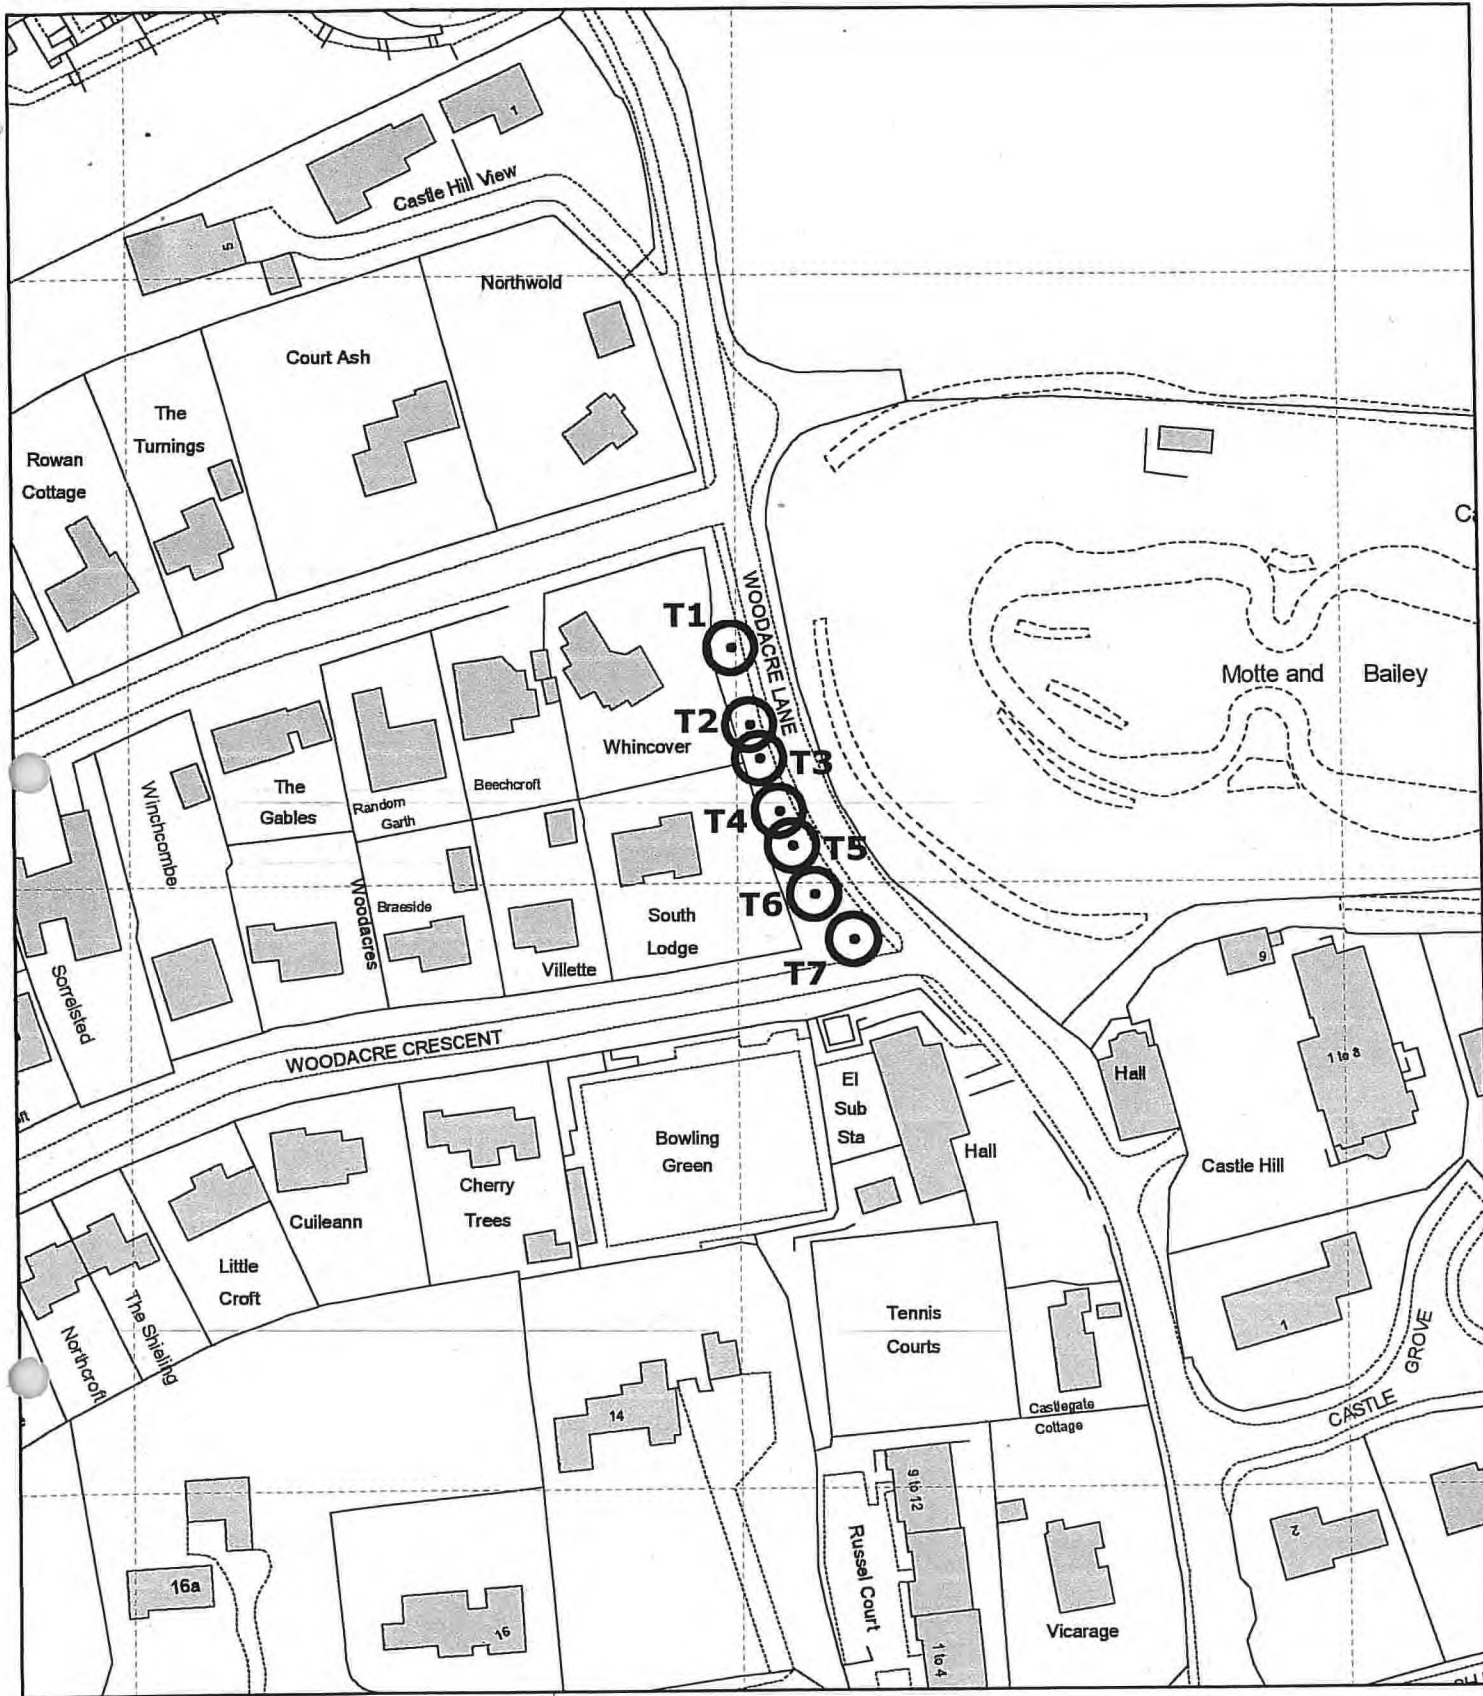 1
Castle Hill View
5
Northwold
Court Ash
The
Turnings
Rowan
Cottage
WOODACRE LANE
T1
T2
T3
T4
T5
T6
T7
Motte and Bailey
Whincover
Beechcroft
Random
Garth
The
Gables
Winchcombe
Woodacres
Braeside
Villette
South
Lodge
Sorrelsted
WOODACRE CRESCENT
9
1 to 8
Hall
Castle Hill
El
Sub
Sta
Hall
Bowling
Green
Cherry
Trees
Cuileann
Little
Croft
The Shieling
Northcroft
Tennis
Courts
1
CASTLE GROVE
Castlegate
Cottage
14
9 to 12
Russel Court
1 to 4
2
Vicarage
16a
16